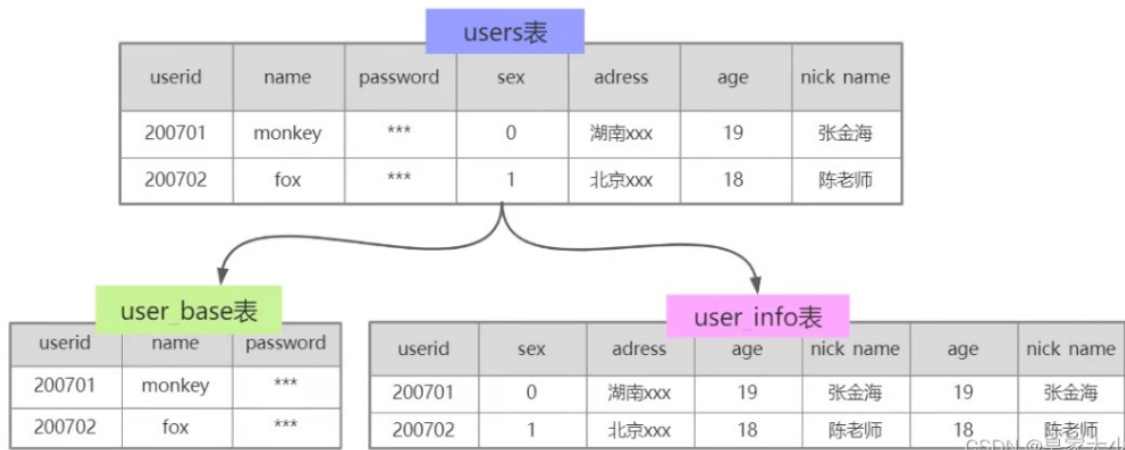 users表
userid name password sex adress age nick name
200701 monkey *** 0 湖南xxx 19 张金海
200702 fox *** 1 北京xxx 18 陈老师
user_base表
userid name password
200701 monkey ***
200702 fox ***
user_info表
userid sex adress age nick name age nick name
200701 0 湖南xxx 19 张金海 19 张金海
200702 1 北京xxx 18 陈老师 18 陈老师
CSDN